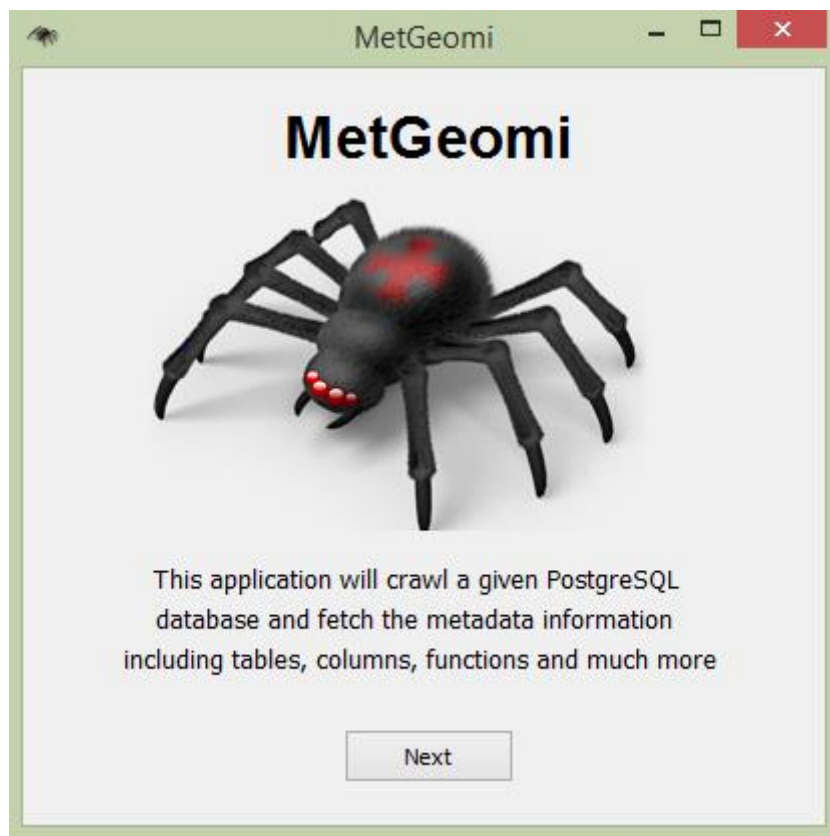 MetGeomi
MetGeomi
This application will crawl a given PostgreSQL
database and fetch the metadata information
including tables, columns, functions and much more
Next